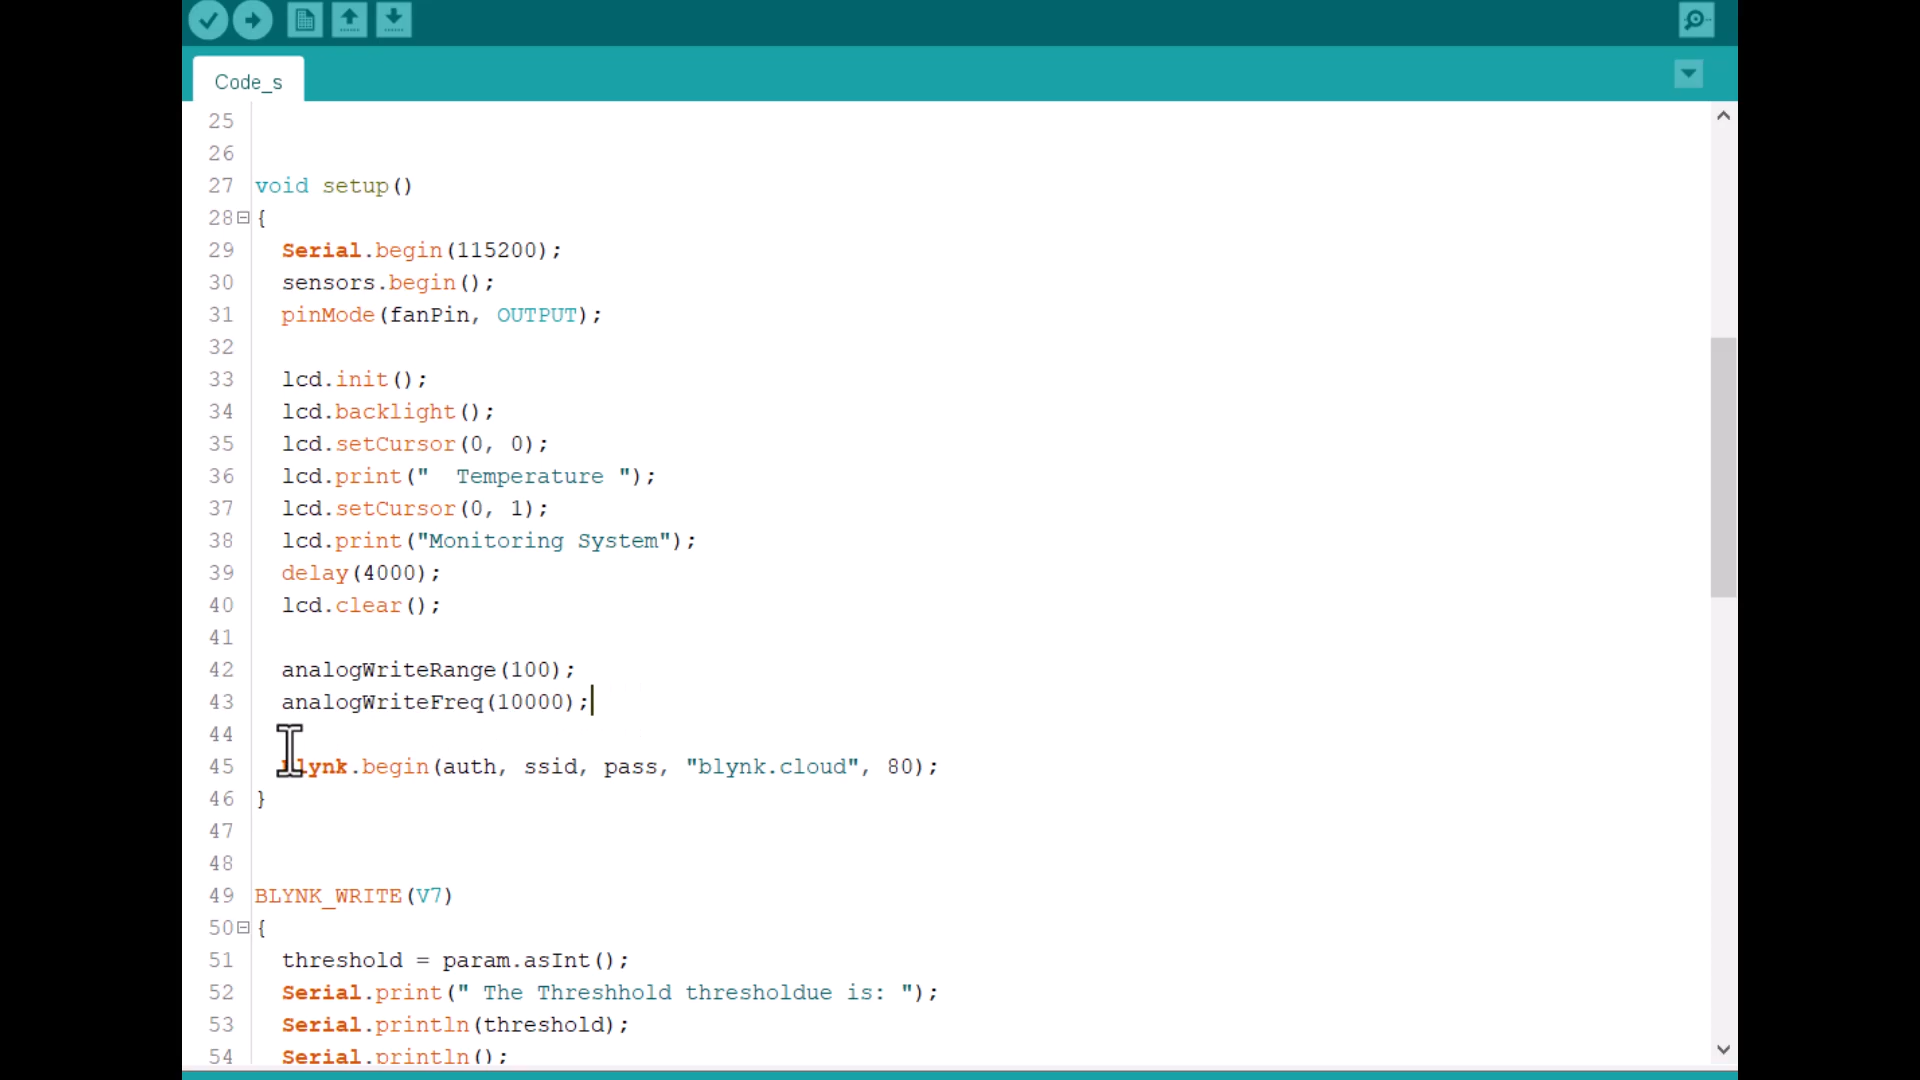 Code_s
25
26
27 void setup()
28 {
29 Serial.begin(115200);
30 sensors.begin();
31 pinMode(fanPin, OUTPUT);
32
33 lcd.init();
34 lcd.backlight();
35 lcd.setCursor(0, 0);
36 lcd.print("  Temperature ");
37 lcd.setCursor(0, 1);
38 lcd.print("Monitoring System");
39 delay(4000);
40 lcd.clear();
41
42 analogWriteRange(100);
43 analogWriteFreq(10000);
44
45 Blynk.begin(auth, ssid, pass, "blynk.cloud", 80);
46 }
47
48
49 BLYNK_WRITE(V7)
50 {
51 threshold = param.asInt();
52 Serial.print(" The Threshhold thresholdue is: ");
53 Serial.println(threshold);
54 Serial.println();